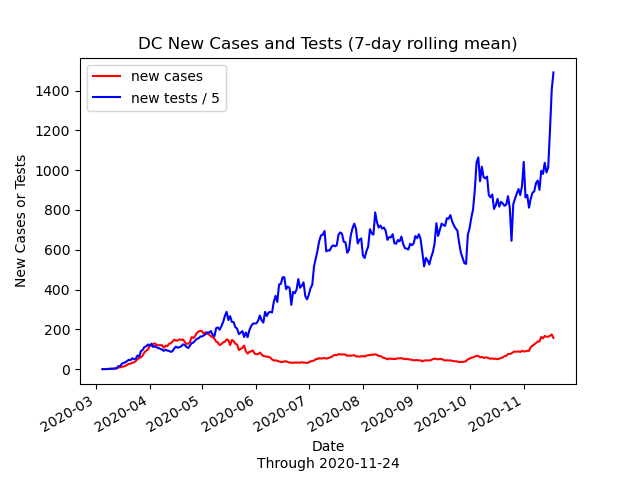 DC New Cases and Tests (7-day rolling mean)
new cases
new tests / 5
New Cases or Tests
1400
1200
1000
800
600
400
200
0
2020-03
2020-04
2020-05
2020-06
2020-07
2020-08
2020-09
2020-10
2020-11
Date
Through 2020-11-24